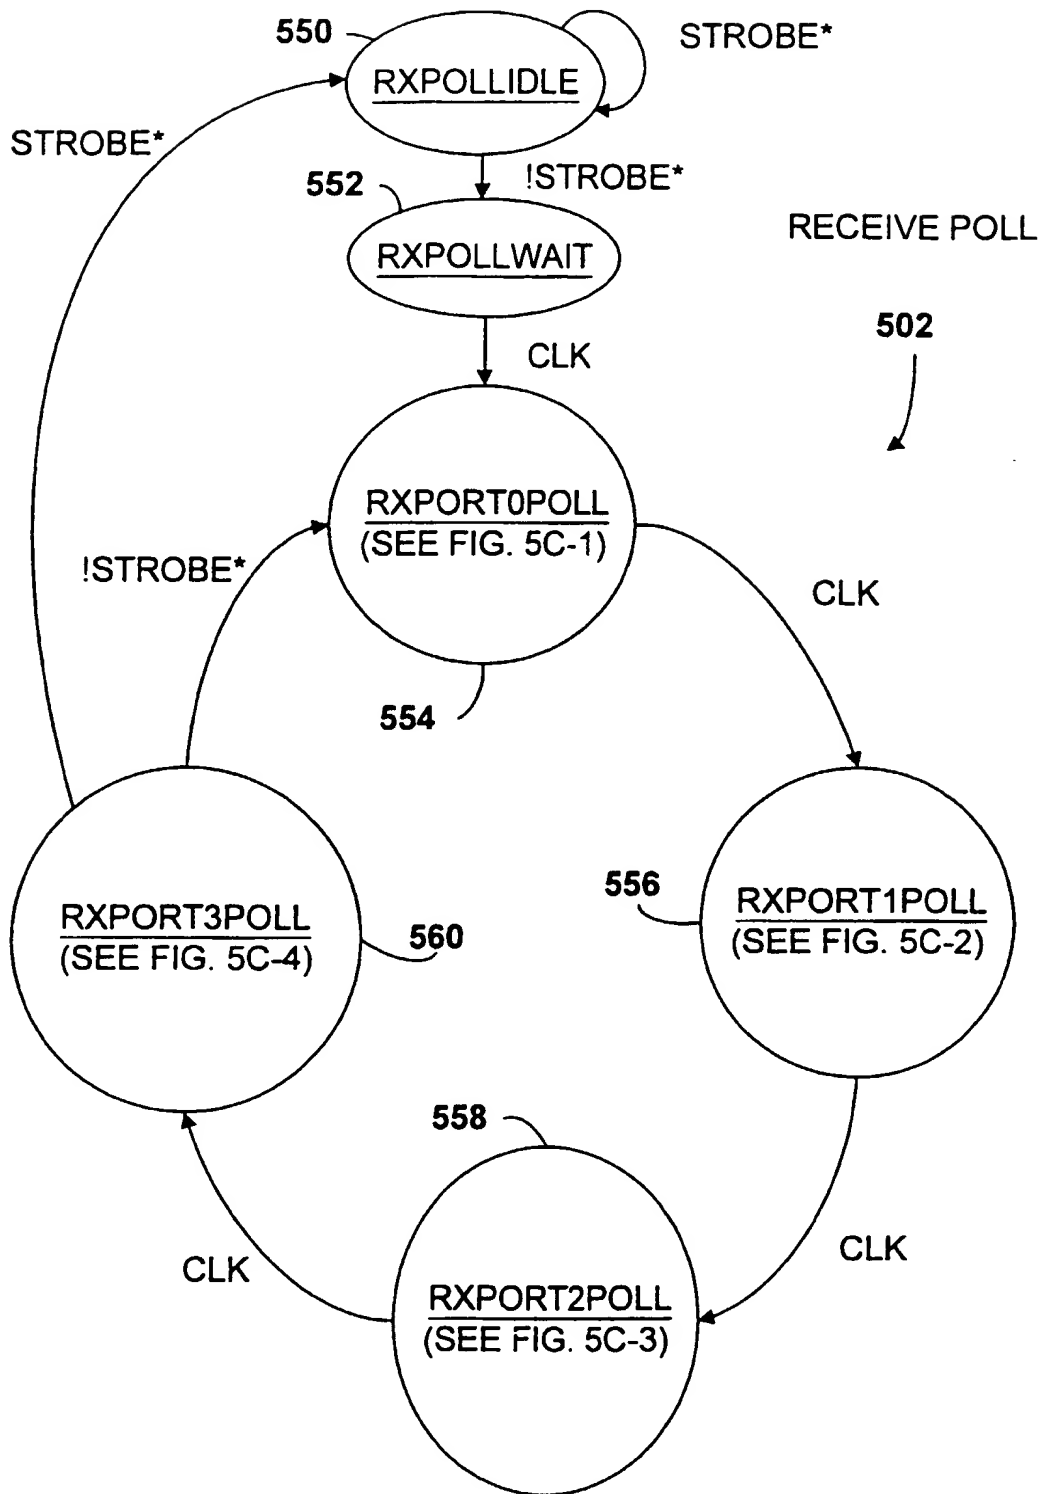 550
STROBE*
RXPOLLIDLE
STROBE*
!STROBE*
552
RXPOLLWAIT
RECEIVE POLL
502
CLK
RXPORT0POLL
(SEE FIG. 5C-1)
!STROBE*
CLK
554
556
RXPORT1POLL
(SEE FIG. 5C-2)
RXPORT3POLL
(SEE FIG. 5C-4)
560
558
CLK
CLK
RXPORT2POLL
(SEE FIG. 5C-3)